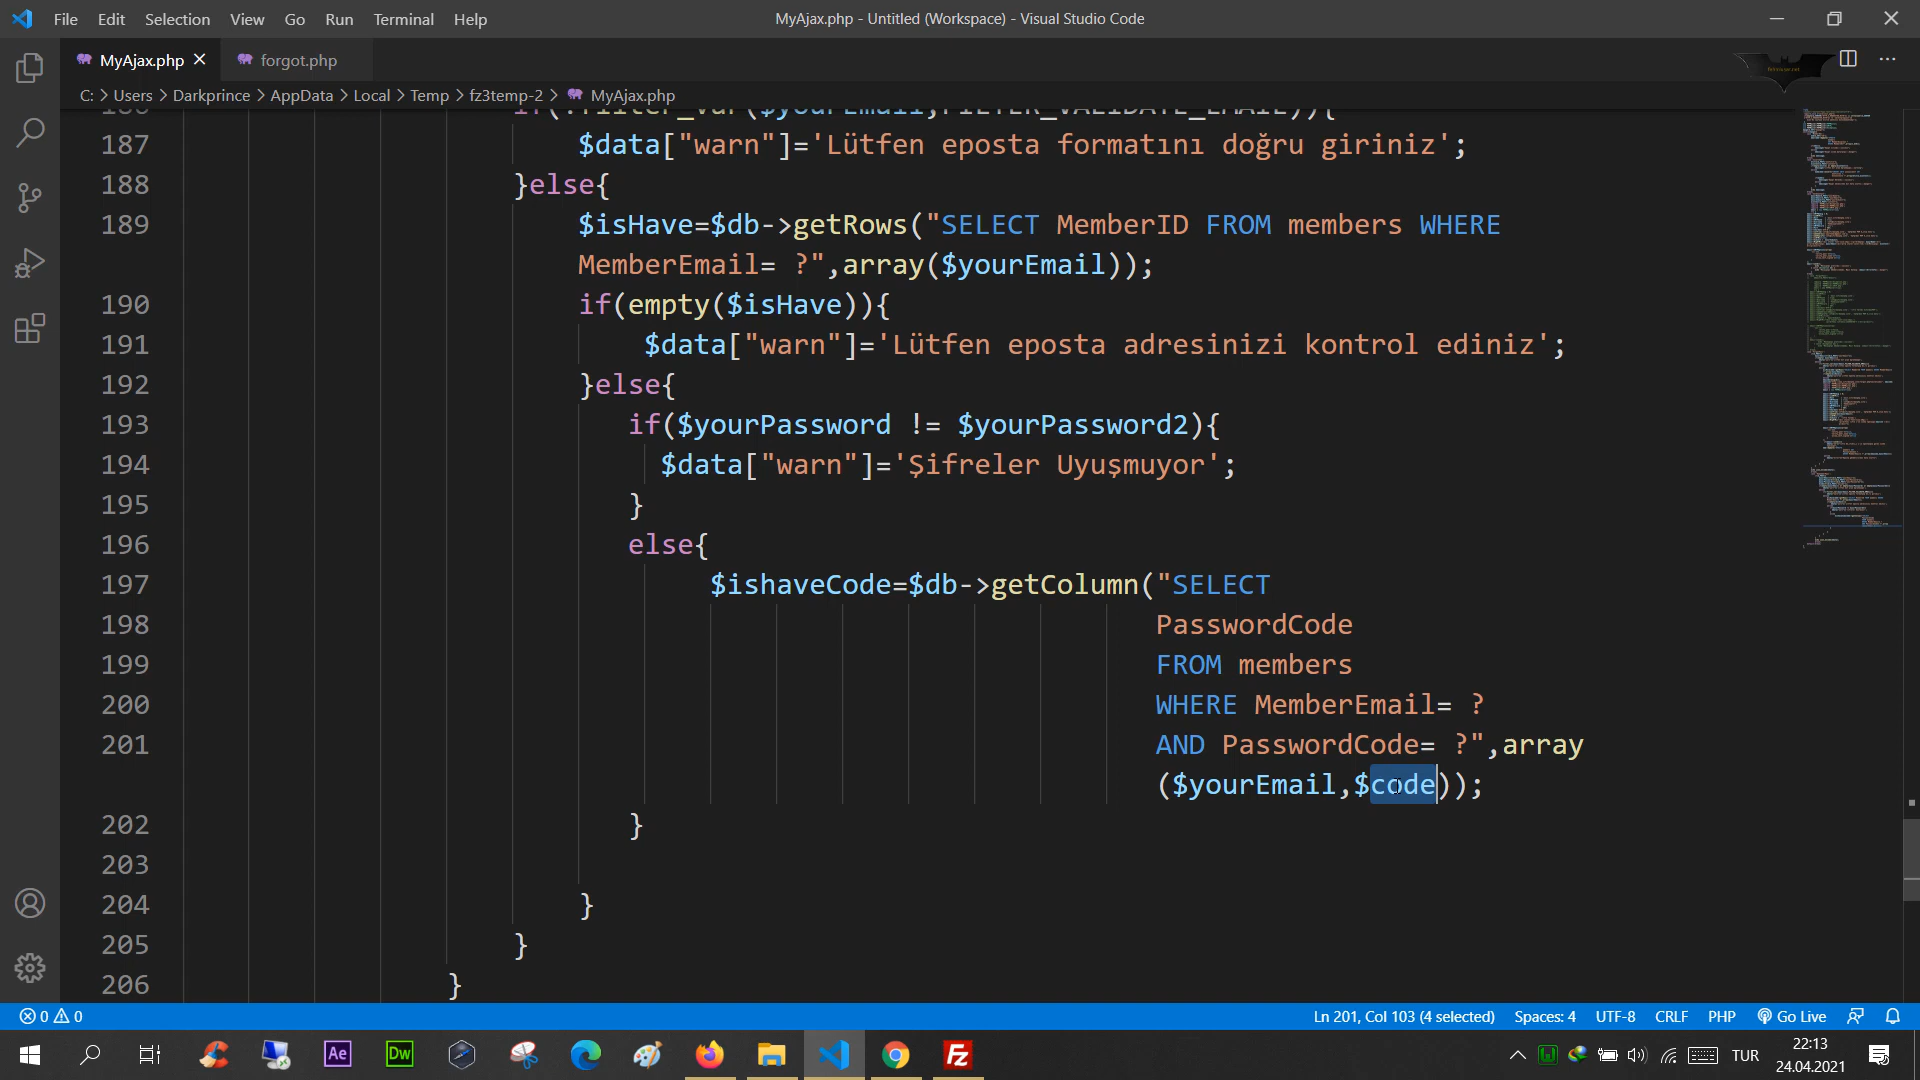 File Edit Selection View Go Run Terminal Help
MyAjax.php - Untitled (Workspace) - Visual Studio Code
MyAjax.php
forgot.php
C: > Users > Darkprince > AppData > Local > Temp > fz3temp-2 > MyAjax.php
187 $data["warn"]='Lütfen eposta formatını doğru giriniz';
188 }else{
189 $isHave=$db->getRows("SELECT MemberID FROM members WHERE
MemberEmail= ?",array($yourEmail));
190 if(empty($isHave)){
191 $data["warn"]='Lütfen eposta adresinizi kontrol ediniz';
192 }else{
193 if($yourPassword != $yourPassword2){
194 $data["warn"]='Şifreler Uyuşmuyor';
195 }
196 else{
197 $ishaveCode=$db->getColumn("SELECT
198 PasswordCode
199 FROM members
200 WHERE MemberEmail= ?
201 AND PasswordCode= ?",array
($yourEmail,$code));
202 }
203
204 }
205 }
206 }
0 0
Ln 201, Col 103 (4 selected) Spaces: 4 UTF-8 CRLF PHP Go Live
Ae
Dw
Fz
TUR
22:13
24.04.2021